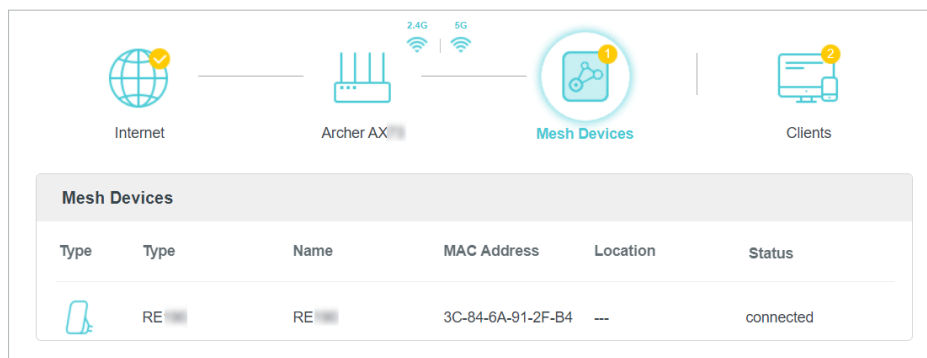 2.4G 5G
1
2
Internet
Archer AX
Mesh Devices
Clients
Mesh Devices
Type Type Name MAC Address Location Status
RE RE 3C-84-6A-91-2F-B4 --- connected